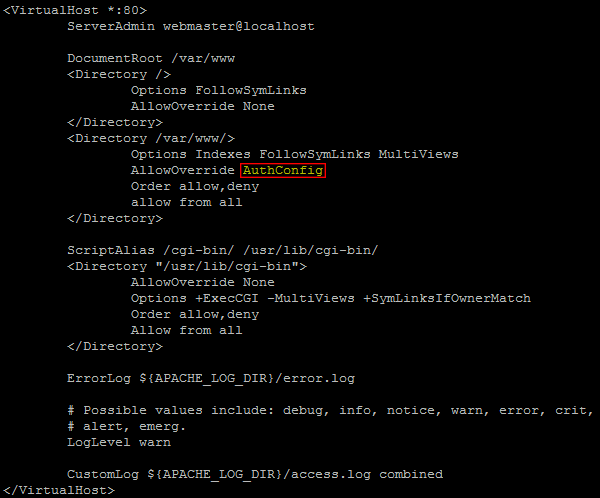 <VirtualHost *:80>
ServerAdmin webmaster@localhost
DocumentRoot /var/www
<Directory />
Options FollowSymLinks
AllowOverride None
</Directory>
<Directory /var/www/>
Options Indexes FollowSymLinks MultiViews
AllowOverride AuthConfig
Order allow,deny
allow from all
</Directory>
ScriptAlias /cgi-bin/ /usr/lib/cgi-bin/
<Directory "/usr/lib/cgi-bin">
AllowOverride None
Options +ExecCGI -MultiViews +SymLinksIfOwnerMatch
Order allow,deny
Allow from all
</Directory>
ErrorLog ${APACHE_LOG_DIR}/error.log
# Possible values include: debug, info, notice, warn, error, crit,
# alert, emerg.
LogLevel warn
CustomLog ${APACHE_LOG_DIR}/access.log combined
</VirtualHost>